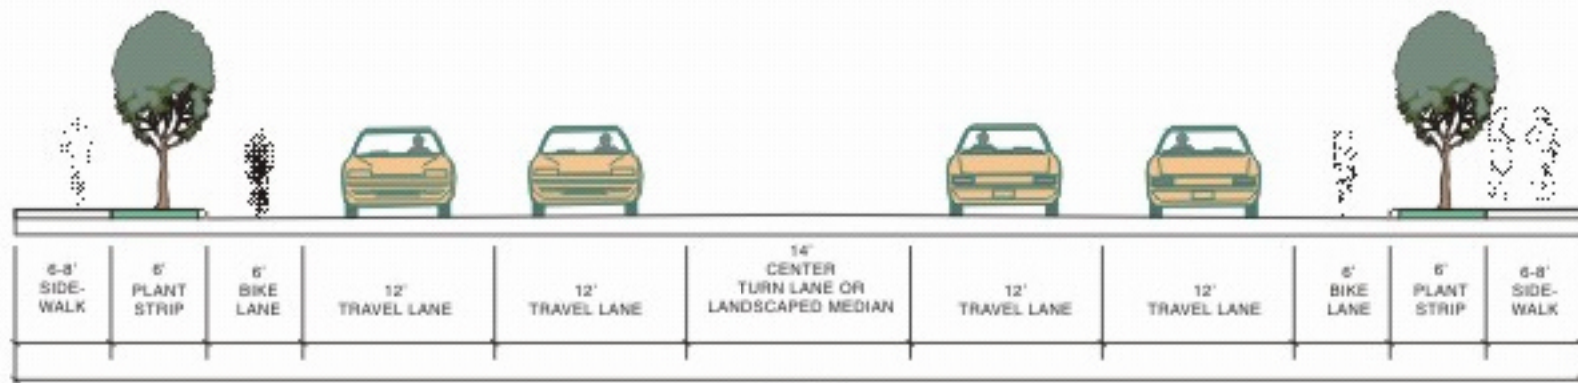 6-8'
SIDE-
WALK
6'
PLANT
STRIP
6'
BIKE
LANE
12'
TRAVEL LANE
12'
TRAVEL LANE
14'
CENTER
TURN LANE OR
LANDSCAPED MEDIAN
12'
TRAVEL LANE
12'
TRAVEL LANE
6'
BIKE
LANE
6'
PLANT
STRIP
6-8'
SIDE-
WALK